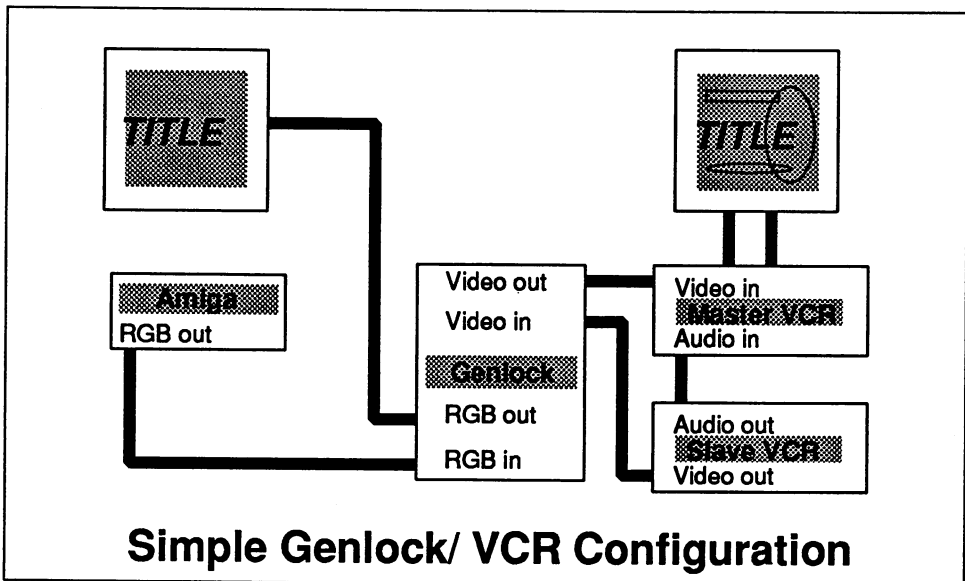 TITLE
TITLE
Amiga
RGB out
Video out
Video in
Genlock
RGB out
RGB in
Video in
Master VCR
Audio in
Audio out
Slave VCR
Video out
Simple Genlock/ VCR Configuration